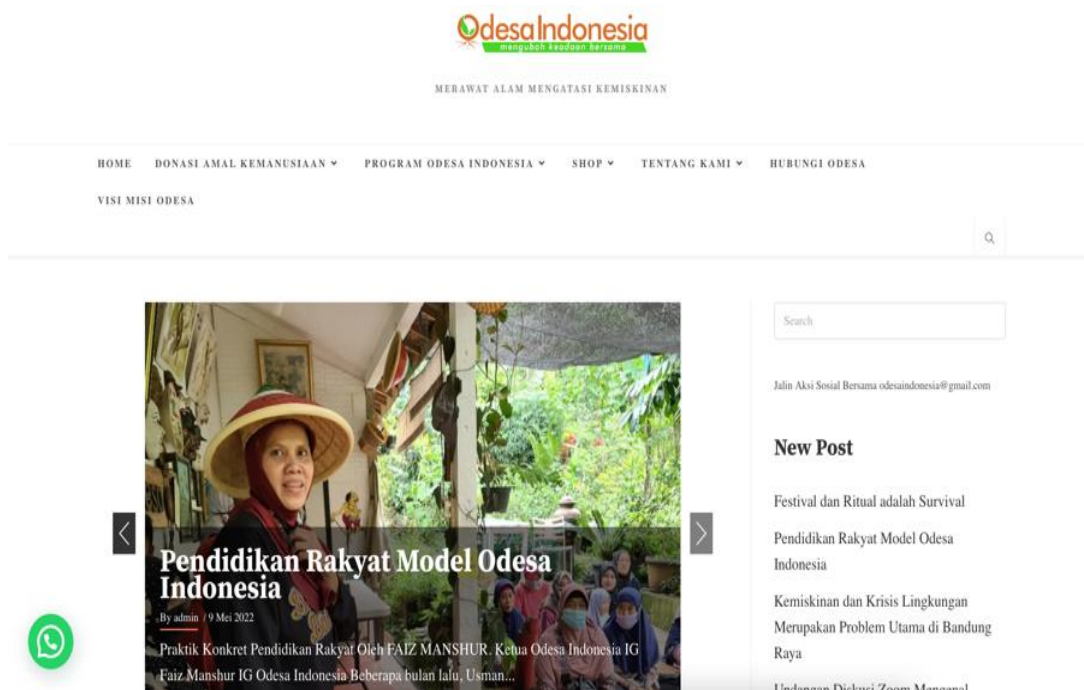 OdesaIndonesia
mengubah keadaan bersama
MERAWAT ALAM MENGATASI KEMISKINAN
HOME DONASI AMAL KEMANUSIAAN PROGRAM ODESA INDONESIA SHOP TENTANG KAMI HUBUNGI ODESA
VISI MISI ODESA
Pendidikan Rakyat Model Odesa
Indonesia
By admin / 9 Mei 2022
Praktik Konkret Pendidikan Rakyat Oleh FAIZ MANSHUR. Ketua Odesa Indonesia IG
Faiz Manshur IG Odesa Indonesia Beberapa bulan lalu, Usman...
Search
Jalin Aksi Sosial Bersama odesaindonesia@gmail.com
New Post
Festival dan Ritual adalah Survival
Pendidikan Rakyat Model Odesa
Indonesia
Kemiskinan dan Krisis Lingkungan
Merupakan Problem Utama di Bandung
Raya
Undangan Diskusi Zoom Mengenal